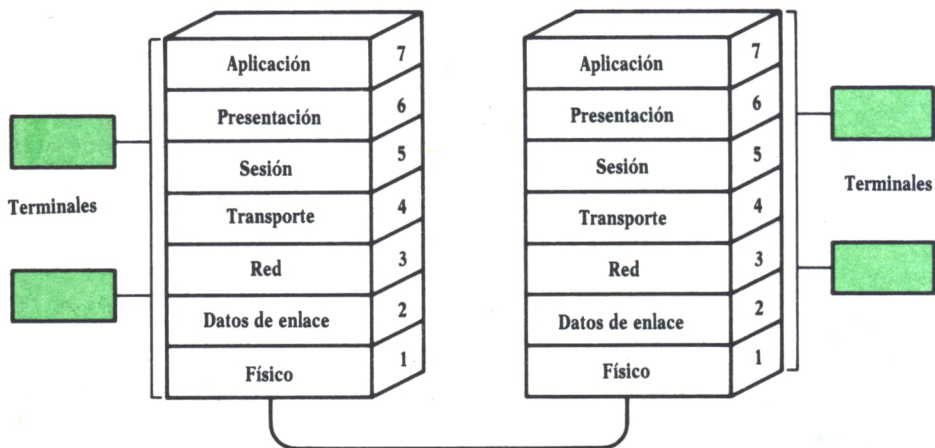 Aplicación 7
Presentación 6
Sesión 5
Transporte 4
Red 3
Datos de enlace 2
Físico 1
Terminales
Aplicación 7
Presentación 6
Sesión 5
Transporte 4
Red 3
Datos de enlace 2
Físico 1
Terminales